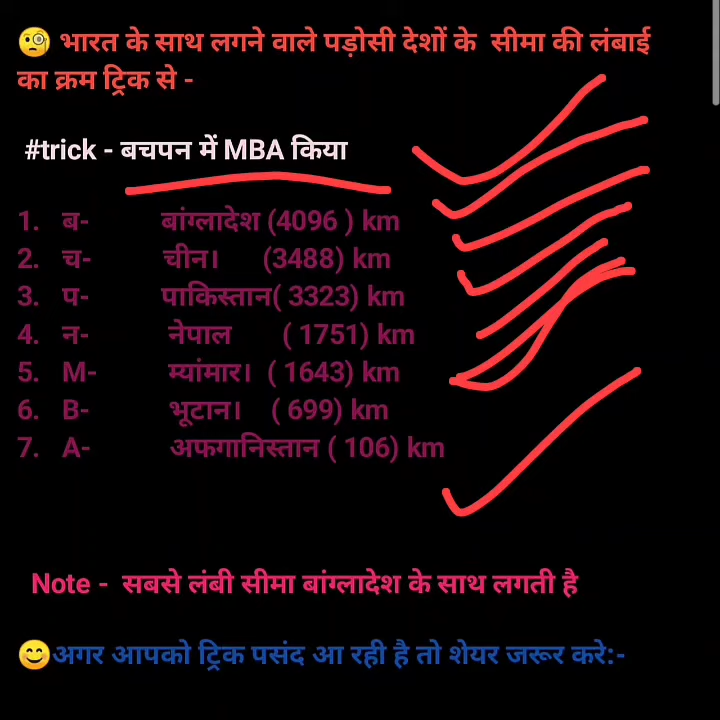 🧐 भारत के साथ लगने वाले पड़ोसी देशों के सीमा की लंबाई
का क्रम ट्रिक से -
#trick - बचपन में MBA किया
1. ब- बांग्लादेश (4096 ) km
2. च- चीन। (3488) km
3. प- पाकिस्तान( 3323) km
4. न- नेपाल ( 1751) km
5. M- म्यांमार। ( 1643) km
6. B- भूटान। ( 699) km
7. A- अफगानिस्तान ( 106) km
Note - सबसे लंबी सीमा बांग्लादेश के साथ लगती है
😊अगर आपको ट्रिक पसंद आ रही है तो शेयर जरूर करे:-